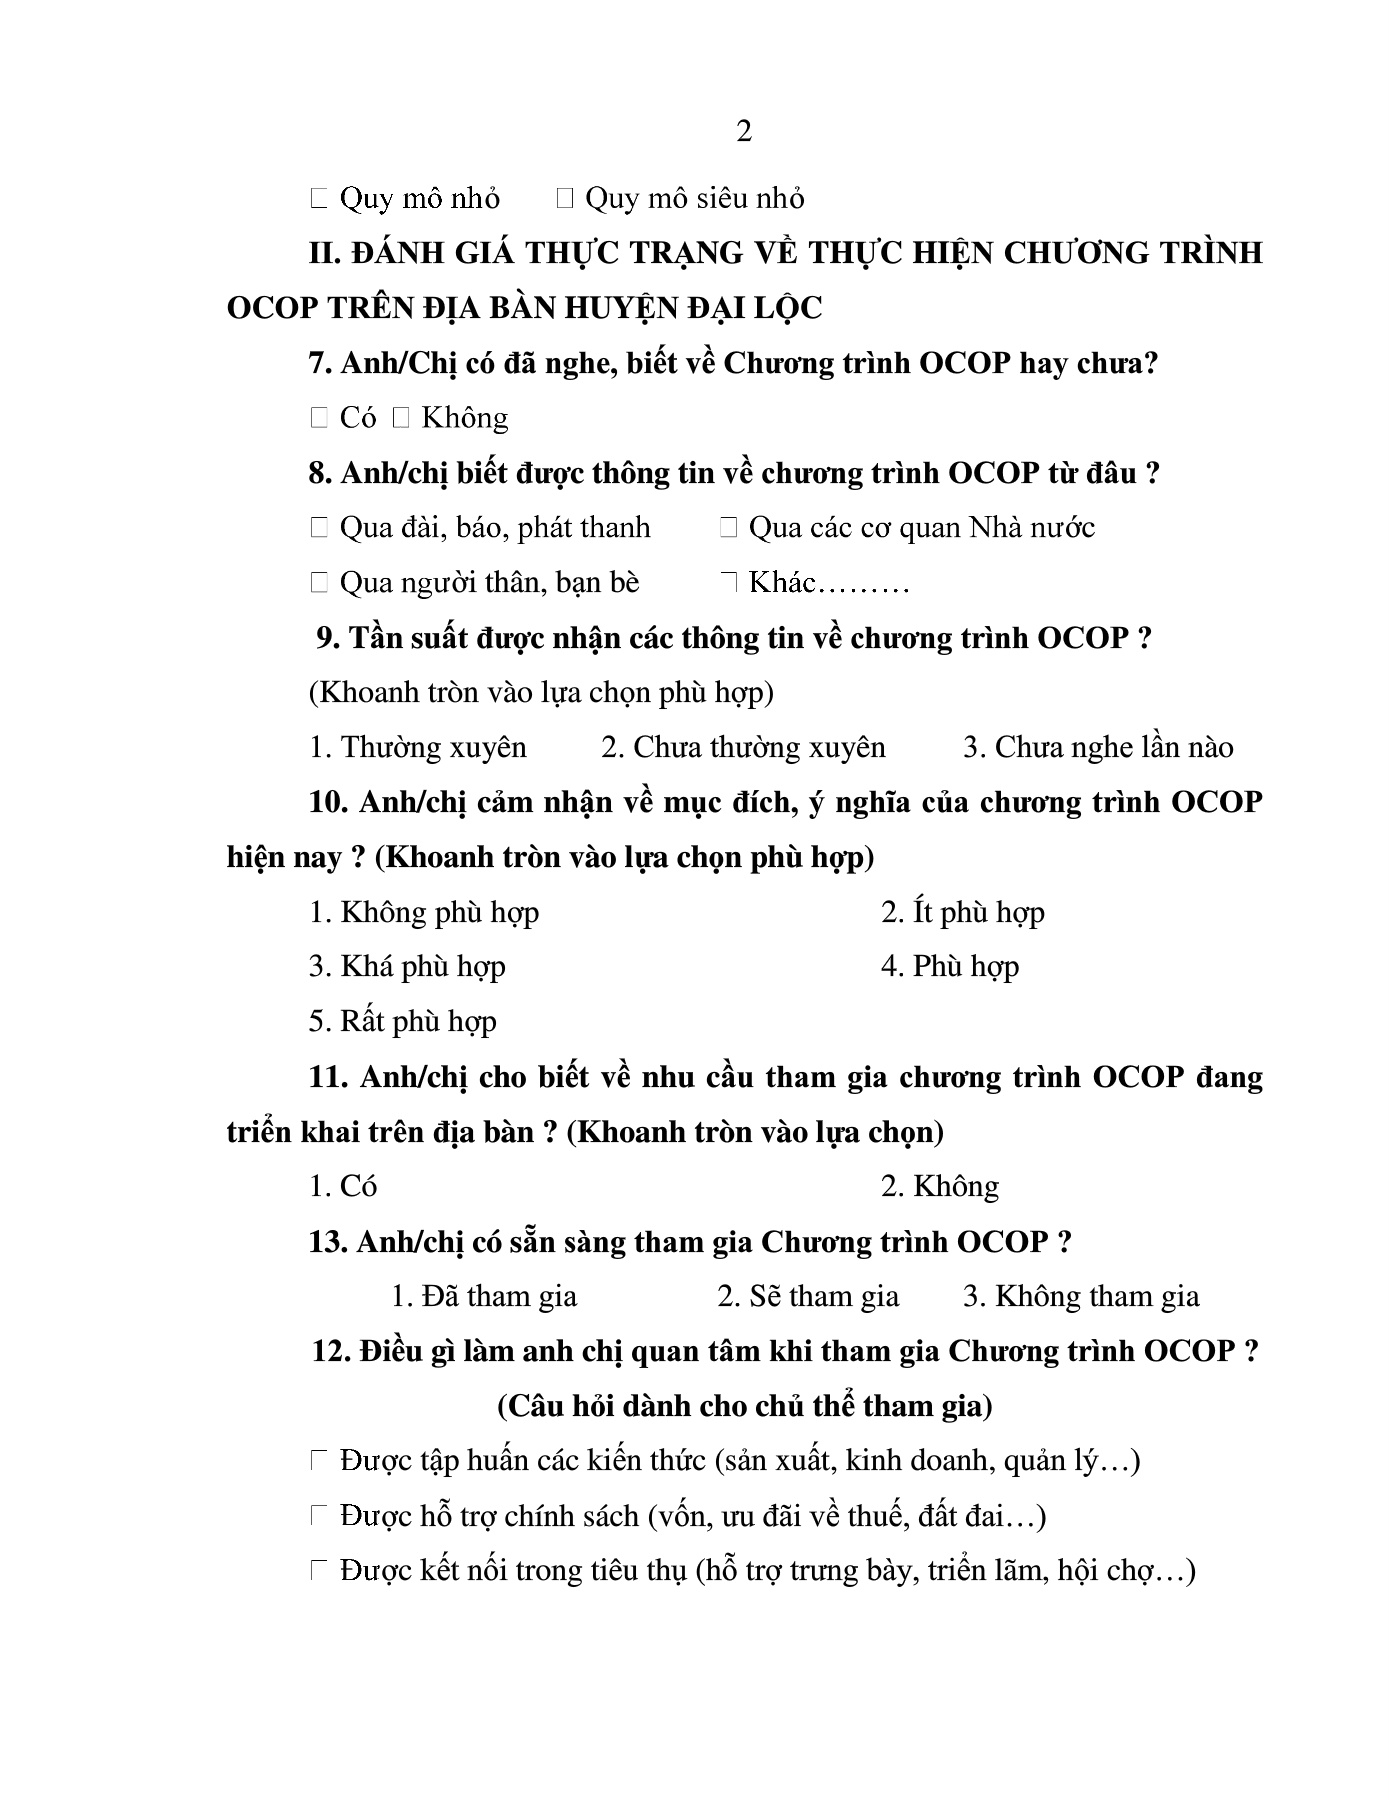 2
☐ Quy mô nhỏ ☐ Quy mô siêu nhỏ
II. ĐÁNH GIÁ THỰC TRẠNG VỀ THỰC HIỆN CHƯƠNG TRÌNH
OCOP TRÊN ĐỊA BÀN HUYỆN ĐẠI LỘC
7. Anh/Chị có đã nghe, biết về Chương trình OCOP hay chưa?
☐ Có ☐ Không
8. Anh/chị biết được thông tin về chương trình OCOP từ đâu ?
☐ Qua đài, báo, phát thanh ☐ Qua các cơ quan Nhà nước
☐ Qua người thân, bạn bè ☐ Khác………
9. Tần suất được nhận các thông tin về chương trình OCOP ?
(Khoanh tròn vào lựa chọn phù hợp)
1. Thường xuyên 2. Chưa thường xuyên 3. Chưa nghe lần nào
10. Anh/chị cảm nhận về mục đích, ý nghĩa của chương trình OCOP
hiện nay ? (Khoanh tròn vào lựa chọn phù hợp)
1. Không phù hợp 2. Ít phù hợp
3. Khá phù hợp 4. Phù hợp
5. Rất phù hợp
11. Anh/chị cho biết về nhu cầu tham gia chương trình OCOP đang
triển khai trên địa bàn ? (Khoanh tròn vào lựa chọn)
1. Có 2. Không
13. Anh/chị có sẵn sàng tham gia Chương trình OCOP ?
1. Đã tham gia 2. Sẽ tham gia 3. Không tham gia
12. Điều gì làm anh chị quan tâm khi tham gia Chương trình OCOP ?
(Câu hỏi dành cho chủ thể tham gia)
☐ Được tập huấn các kiến thức (sản xuất, kinh doanh, quản lý…)
☐ Được hỗ trợ chính sách (vốn, ưu đãi về thuế, đất đai…)
☐ Được kết nối trong tiêu thụ (hỗ trợ trưng bày, triển lãm, hội chợ…)